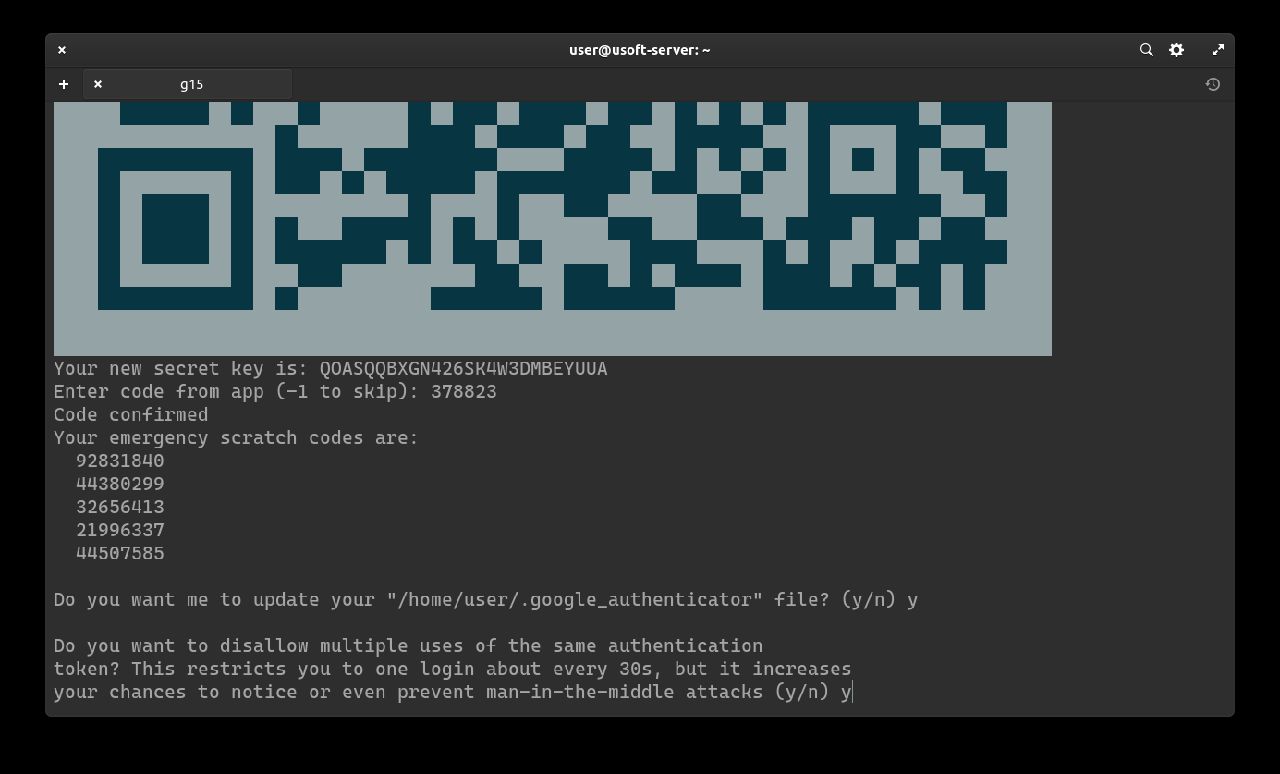 user@usoft-server: ~
g15
Your new secret key is: QOASQQBXGN426SK4W3DMBEYUUA
Enter code from app (-1 to skip): 378823
Code confirmed
Your emergency scratch codes are:
92831840
44380299
32656413
21996337
44507585
Do you want me to update your "/home/user/.google_authenticator" file? (y/n) y
Do you want to disallow multiple uses of the same authentication
token? This restricts you to one login about every 30s, but it increases
your chances to notice or even prevent man-in-the-middle attacks (y/n) y